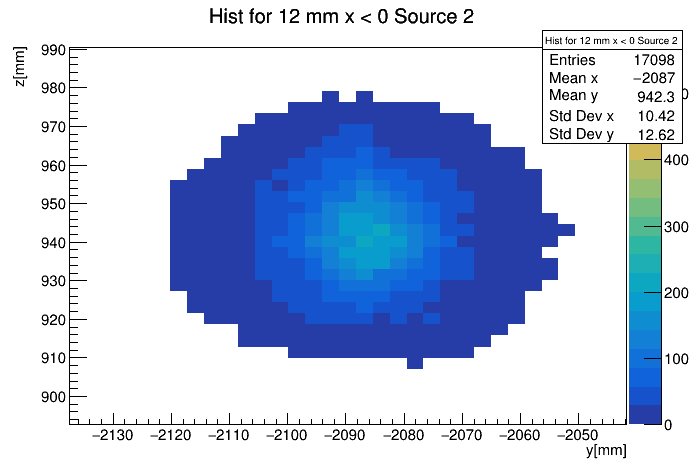 Hist for 12 mm x < 0 Source 2
Hist for 12 mm x < 0 Source 2
Entries 17098
Mean x −2087
Mean y 942.3
Std Dev x 10.42
Std Dev y 12.62
z[mm]
990
980
970
960
950
940
930
920
910
900
−2130 −2120 −2110 −2100 −2090 −2080 −2070 −2060 −2050
y[mm]
0
400
300
200
100
0